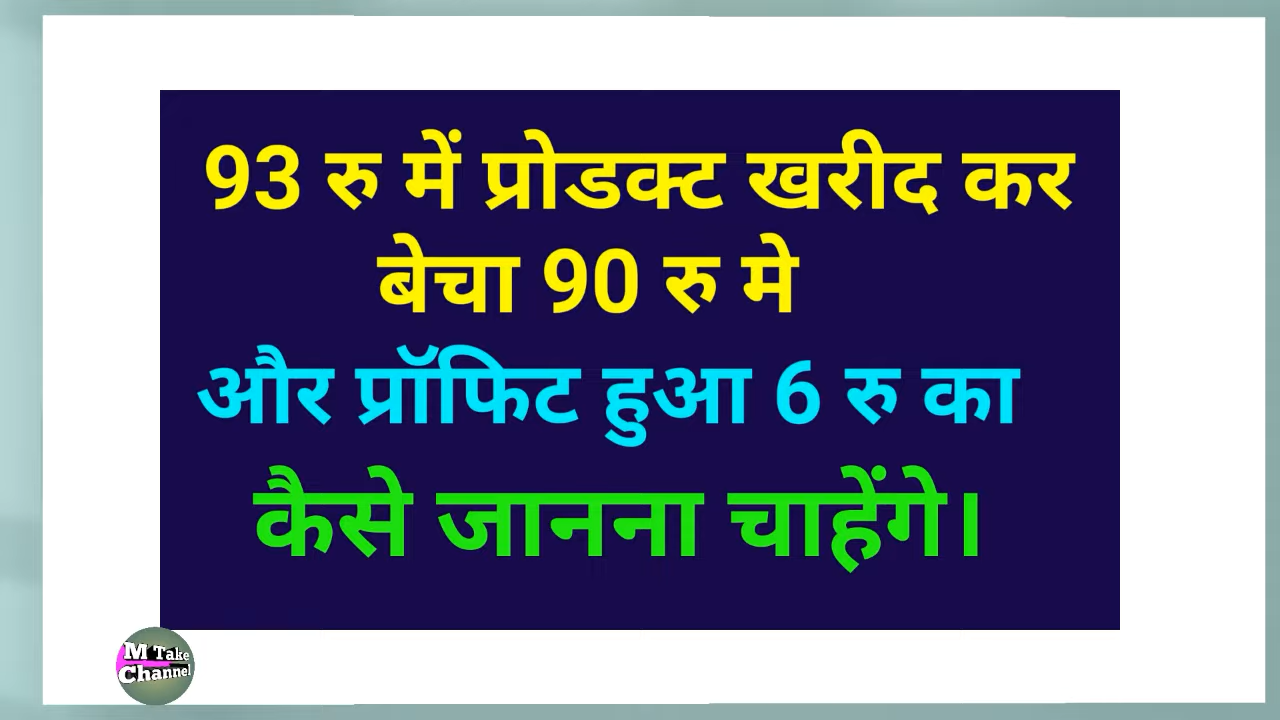 93 रु में प्रोडक्ट खरीद कर
बेचा 90 रु मे
और प्रॉफिट हुआ 6 रु का
कैसे जानना चाहेंगे।
M Take
Channel